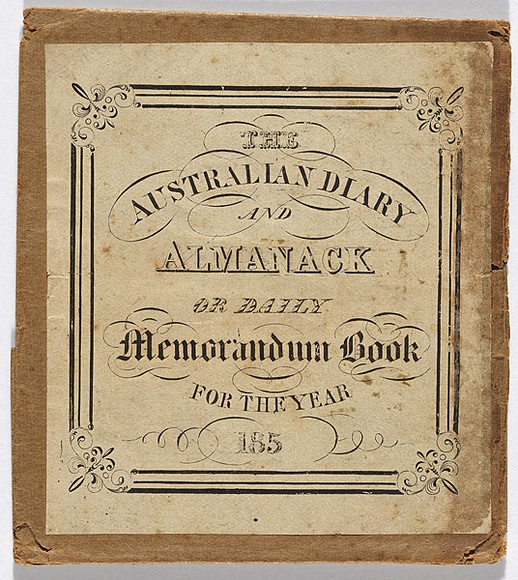 THE
AUSTRALIAN DIARY
AND
ALMANACK
OR DAILY
Memorandum Book
FOR THE YEAR
185